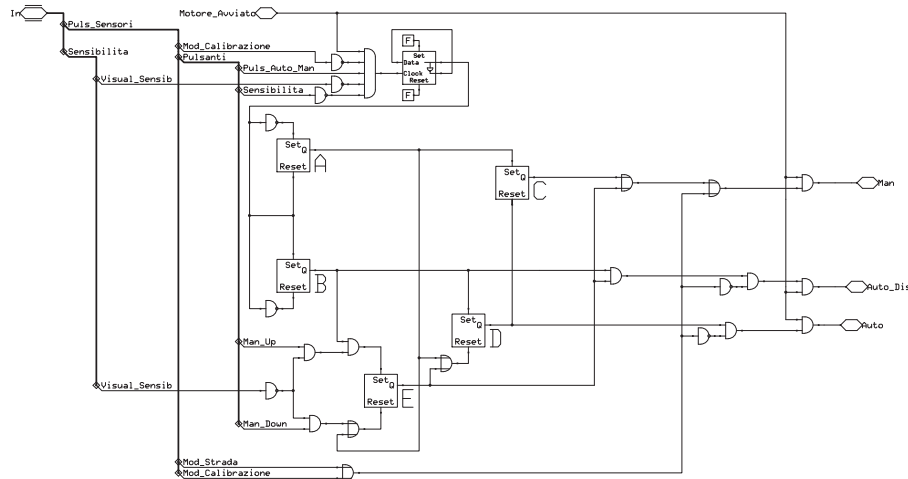 In
Motore_Avviato
Puls_Sensori
Mod_Calibrazione
Sensibilita
Pulsanti
Puls_Auto_Man
Visual_Sensib
Sensibilita
F
Set
Data
Clock
Reset
F
Set
Q
Reset
A
Set
Q
Reset
C
Man
Set
Q
Reset
B
Auto_Dis
Set
Q
Reset
D
Auto
Man_Up
Set
Q
Reset
E
Visual_Sensib
Man_Down
Mod_Strada
Mod_Calibrazione